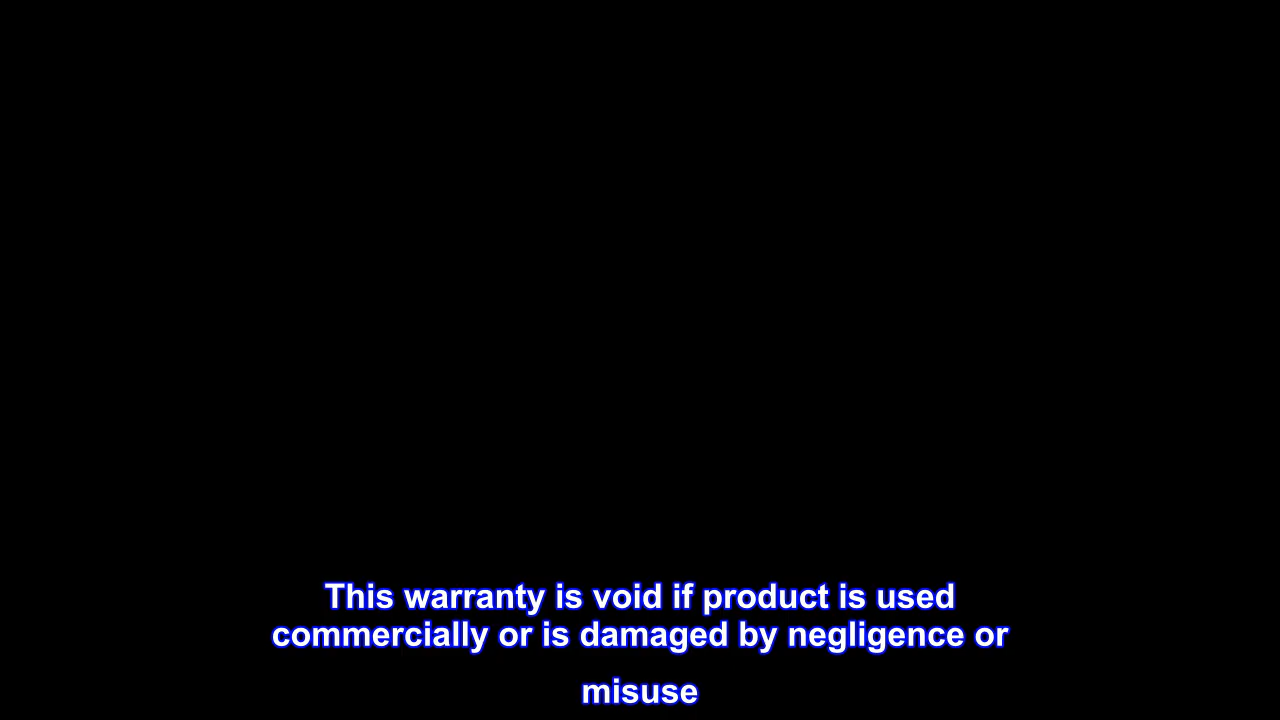 This warranty is void if product is used
commercially or is damaged by negligence or
misuse